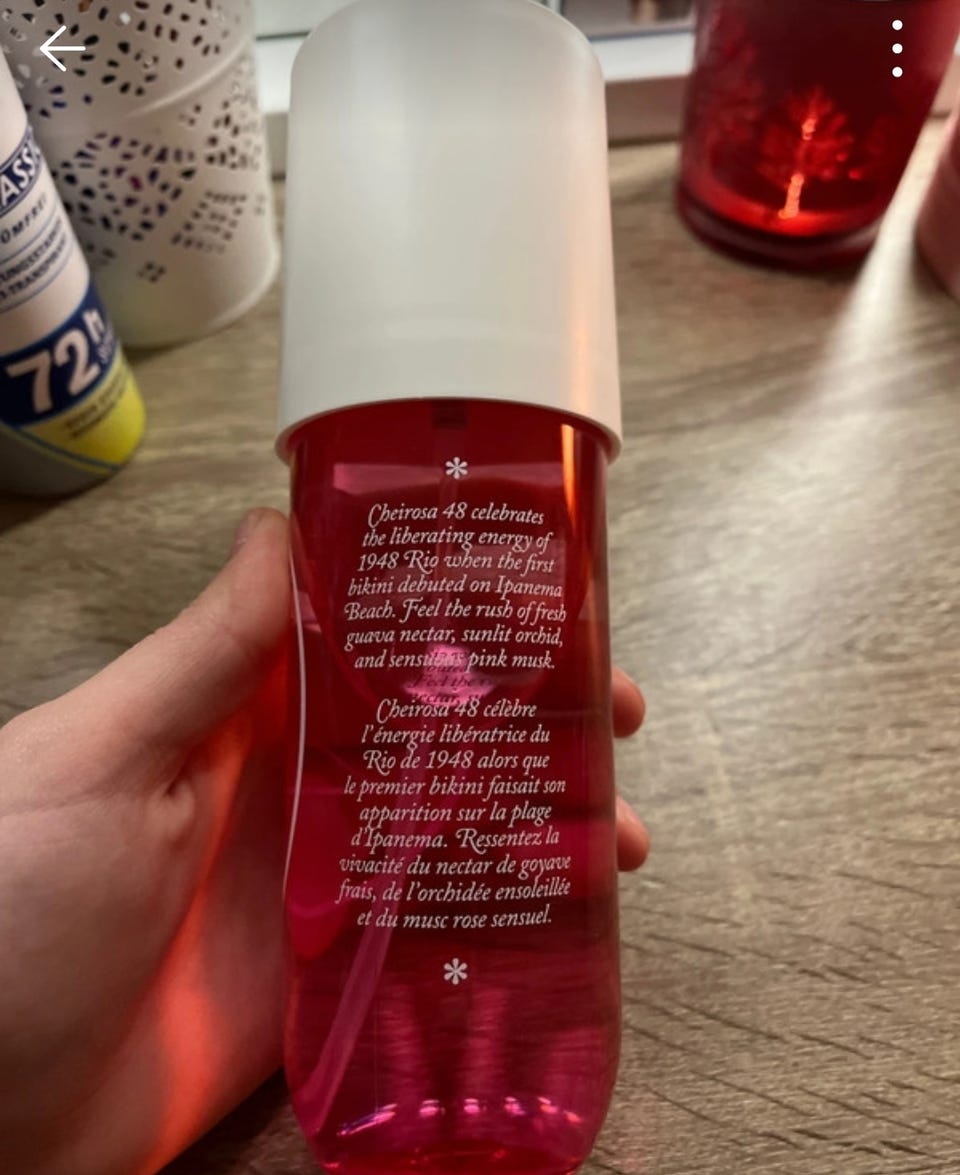 72h
*
Cheirosa 48 celebrates
the liberating energy of
1948 Rio when the first
bikini debuted on Ipanema
Beach. Feel the rush of fresh
guava nectar, sunlit orchid,
and sensuous pink musk.
Cheirosa 48 célèbre
l'énergie libératrice du
Rio de 1948 alors que
le premier bikini faisait son
apparition sur la plage
d'Ipanema. Ressentez la
vivacité du nectar de goyave
frais, de l'orchidée ensoleillée
et du musc rose sensuel.
*